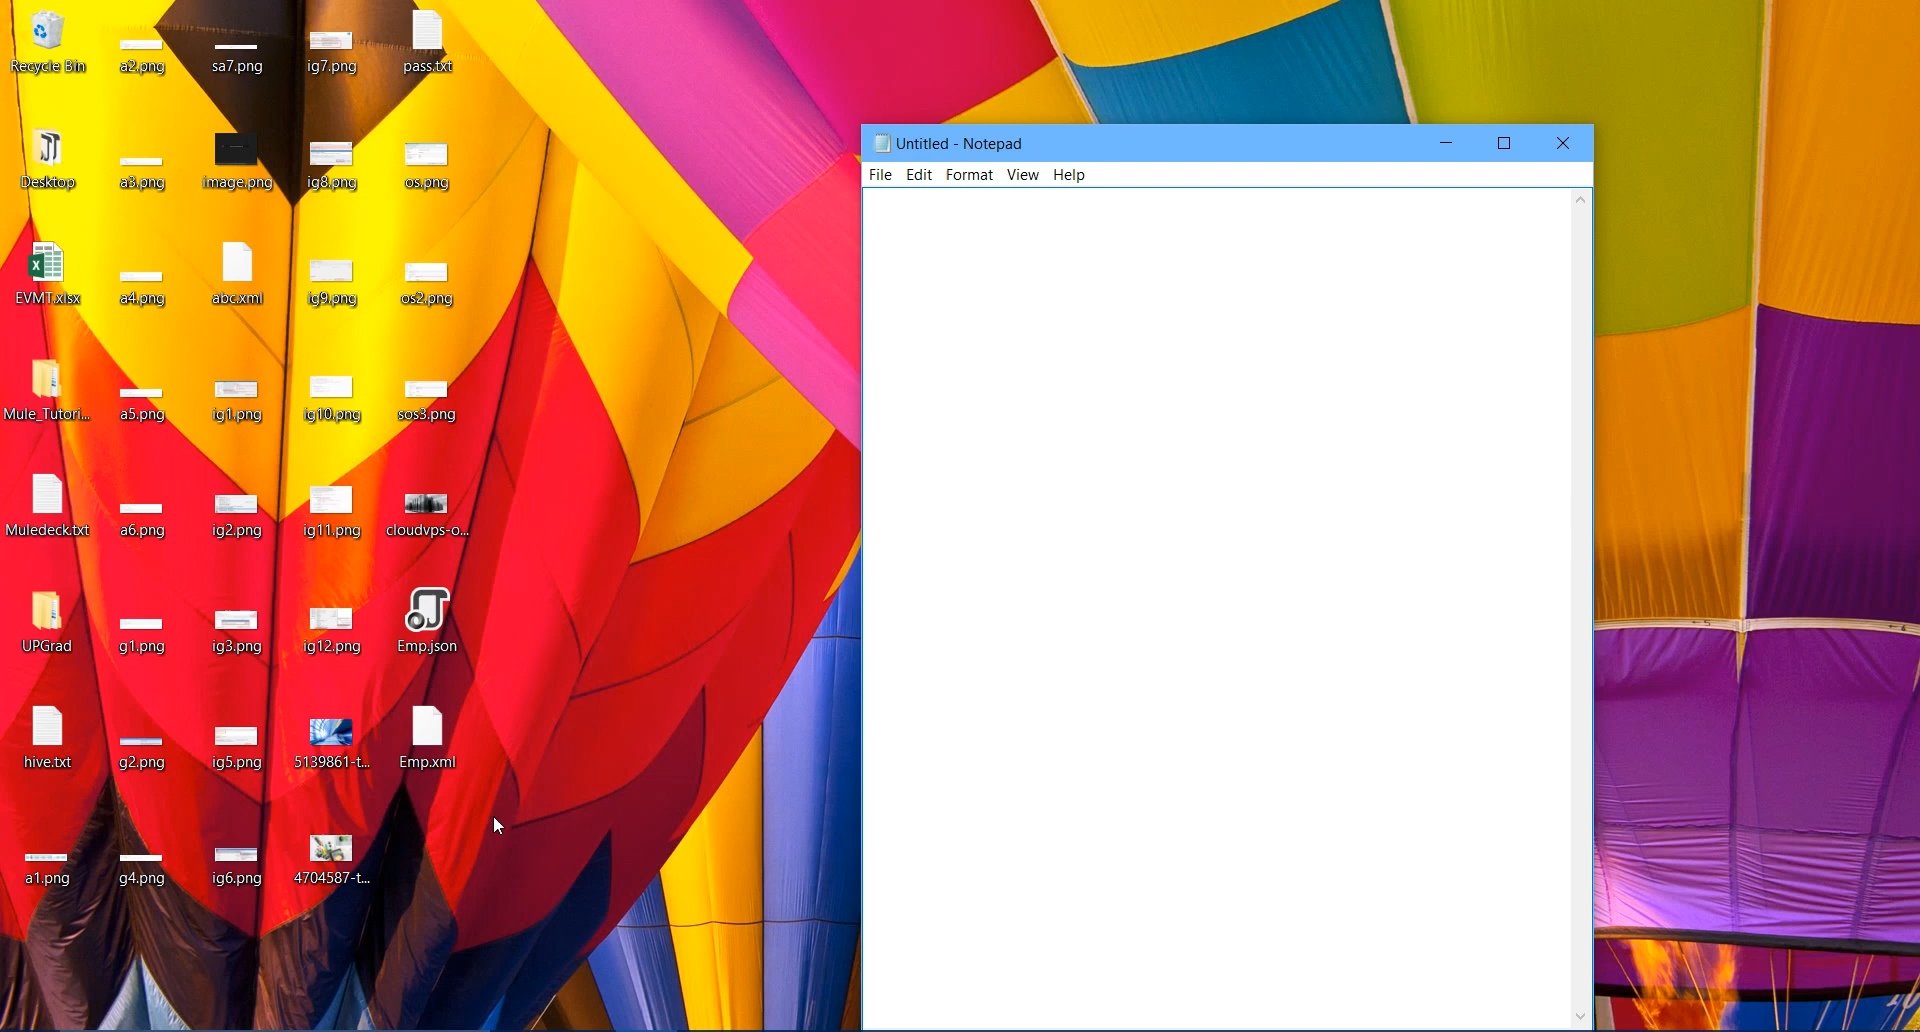 Recycle Bin
a2.png
sa7.png
ig7.png
pass.txt
Desktop
a3.png
image.png
ig8.png
os.png
EVMT.xlsx
a4.png
abc.xml
ig9.png
os2.png
Mule_Tutori...
a5.png
ig1.png
ig10.png
sos3.png
Muledeck.txt
a6.png
ig2.png
ig11.png
cloudvps-o...
UPGrad
g1.png
ig3.png
ig12.png
Emp.json
hive.txt
g2.png
ig5.png
5139861-t...
Emp.xml
a1.png
g4.png
ig6.png
4704587-t...
Untitled - Notepad
File Edit Format View Help